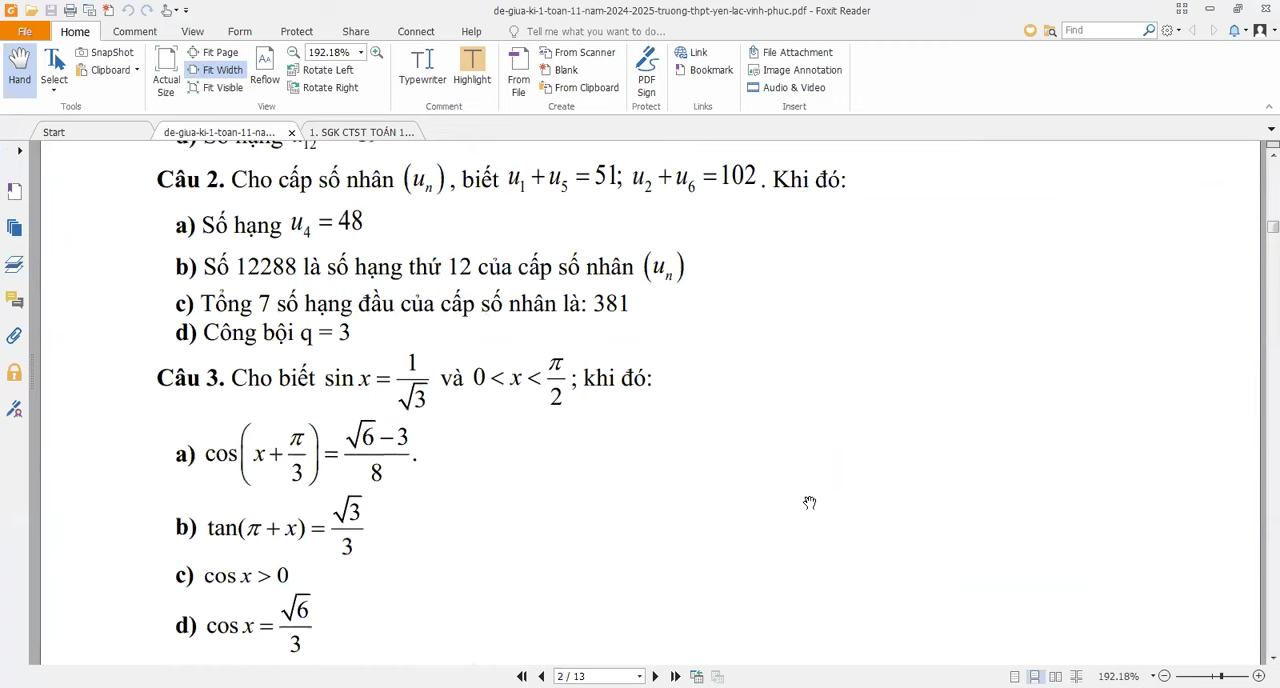 de-giua-ki-1-toan-11-nam-2024-2025-truong-thpt-yen-lac-vinh-phuc.pdf - Foxit Reader
File Home Comment View Form Protect Share Connect Help Tell me what you want to do... Find
Hand Select SnapShot Clipboard Actual Size Fit Page Fit Width Fit Visible Reflow 192.18% Rotate Left Rotate Right Typewriter Highlight From File From Scanner Blank From Clipboard PDF Sign Link Bookmark File Attachment Image Annotation Audio & Video
Tools View Comment Create Protect Links Insert
Start de-giua-ki-1-toan-11-na... 1. SGK CTST TOÁN 1...
Câu 2. Cho cấp số nhân (uₙ), biết u₁ + u₅ = 51; u₂ + u₆ = 102. Khi đó:
a) Số hạng u₄ = 48
b) Số 12288 là số hạng thứ 12 của cấp số nhân (uₙ)
c) Tổng 7 số hạng đầu của cấp số nhân là: 381
d) Công bội q = 3
Câu 3. Cho biết sin x = 1/√3 và 0 < x < π/2; khi đó:
a) cos(x + π/3) = (√6 − 3)/8.
b) tan(π + x) = √3/3
c) cos x > 0
d) cos x = √6/3
2 / 13 192.18%